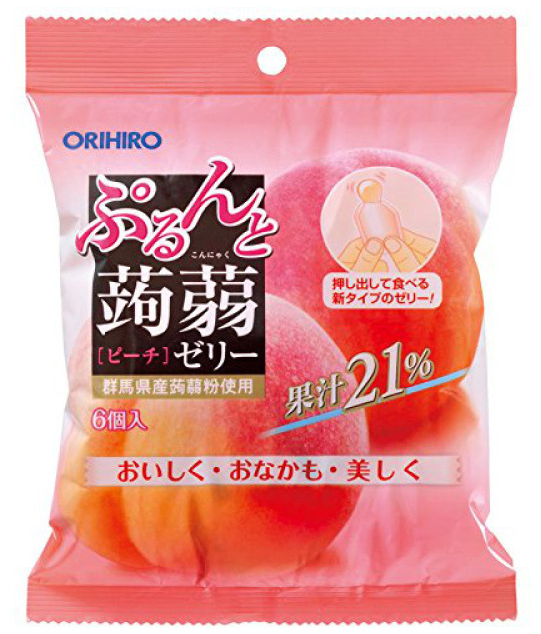 ORIHIRO
ぷるんと
こんにゃく
蒟蒻
[ピーチ]ゼリー
群馬県産蒟蒻粉使用
6個入
押し出して食べる
新タイプのゼリー!
果汁21%
おいしく・おなかも・美しく